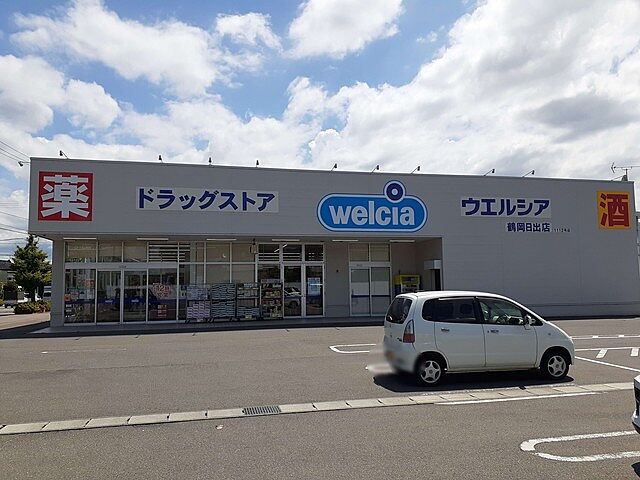 薬
ドラッグストア
welcia
ウエルシア
鶴岡日出店
酒